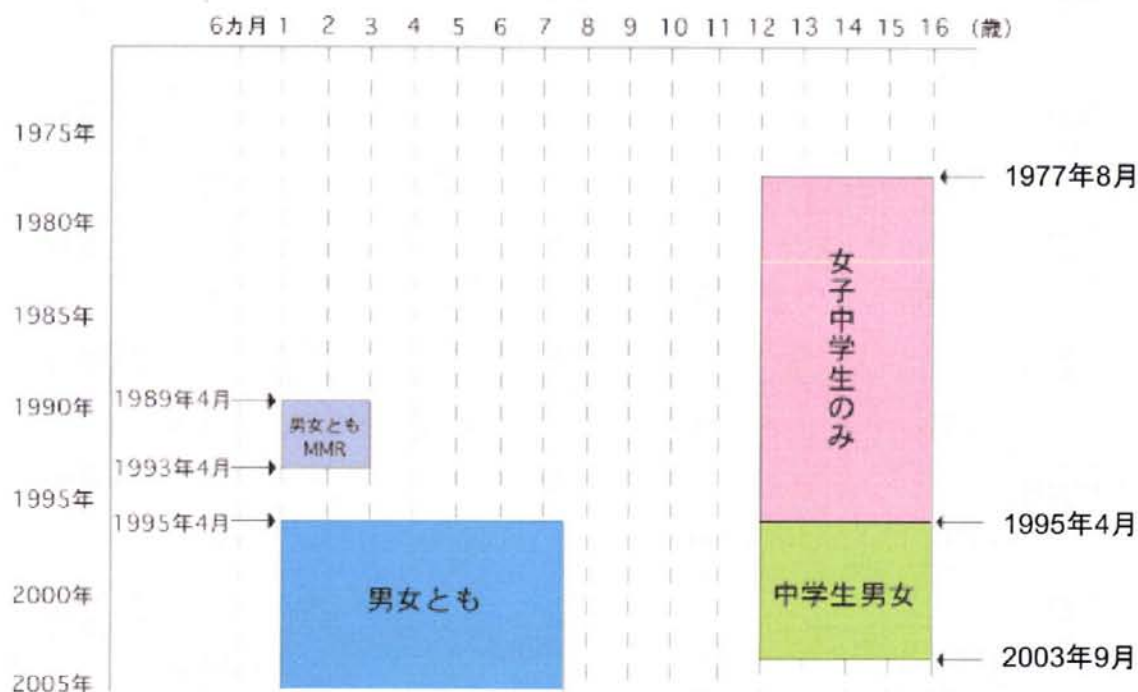 6カ月 1 2 3 4 5 6 7 8 9 10 11 12 13 14 15 16 (歳)
1975年
1977年8月
1980年
女子中学生のみ
1985年
1989年4月
1990年
男女とも
MMR
1993年4月
1995年
1995年4月
1995年4月
2000年
男女とも
中学生男女
2003年9月
2005年